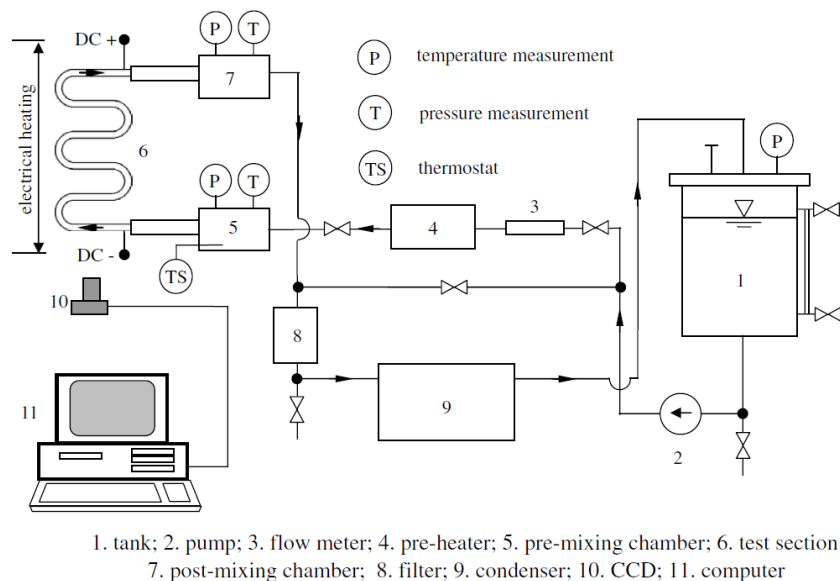 DC +
P
T
7
P
temperature measurement
electrical heating
6
T
pressure measurement
P
P
T
TS
thermostat
3
5
4
DC -
TS
1
10
8
9
11
2
1. tank; 2. pump; 3. flow meter; 4. pre-heater; 5. pre-mixing chamber; 6. test section
7. post-mixing chamber; 8. filter; 9. condenser; 10. CCD; 11. computer